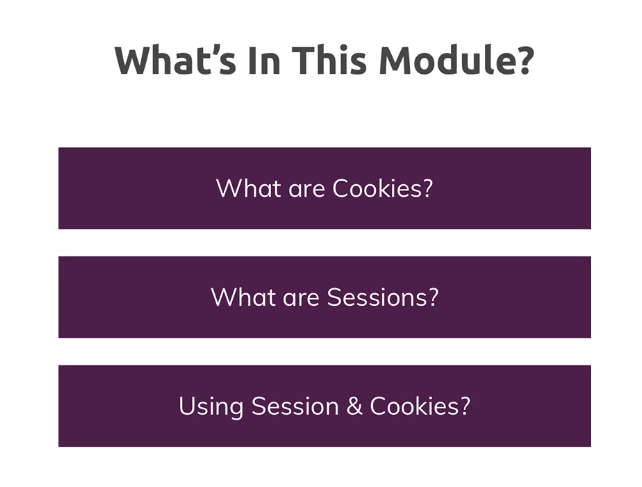 What’s In This Module?
What are Cookies?
What are Sessions?
Using Session & Cookies?